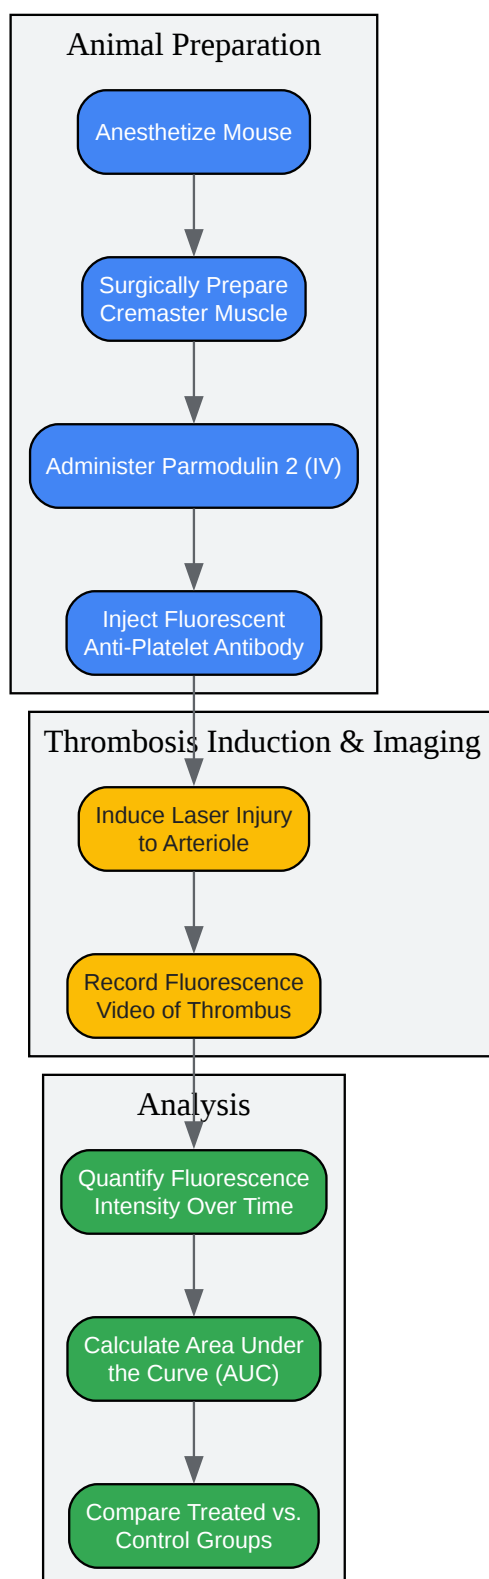 Animal Preparation
Anesthetize Mouse
Surgically Prepare
Cremaster Muscle
Administer Parmodulin 2 (IV)
Inject Fluorescent
Anti-Platelet Antibody
Thrombosis Induction & Imaging
Induce Laser Injury
to Arteriole
Record Fluorescence
Video of Thrombus
Analysis
Quantify Fluorescence
Intensity Over Time
Calculate Area Under
the Curve (AUC)
Compare Treated vs.
Control Groups